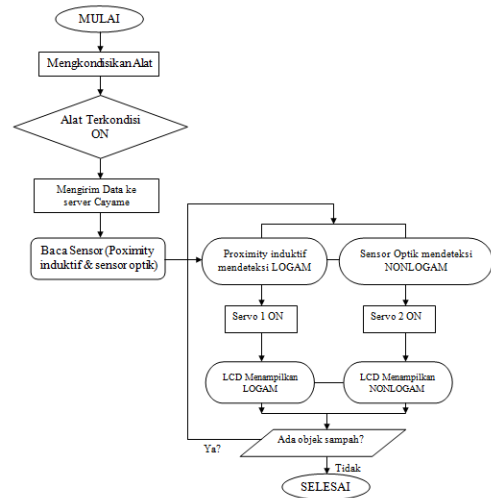 MULAI
MengkondisikanAlat
Alat Terkondisi
ON
Mengirim Data ke
server Cayame
Baca Sensor (Poximity
induktif & sensor optik)
Proximity induktif
mendeteksi LOGAM
Sensor Optik mendeteksi
NONLOGAM
Servo 1 ON
Servo 2 ON
LCD Menampilkan
LOGAM
LCD Menampilkan
NONLOGAM
Ada objek sampah?
Ya?
Tidak
SELESAI